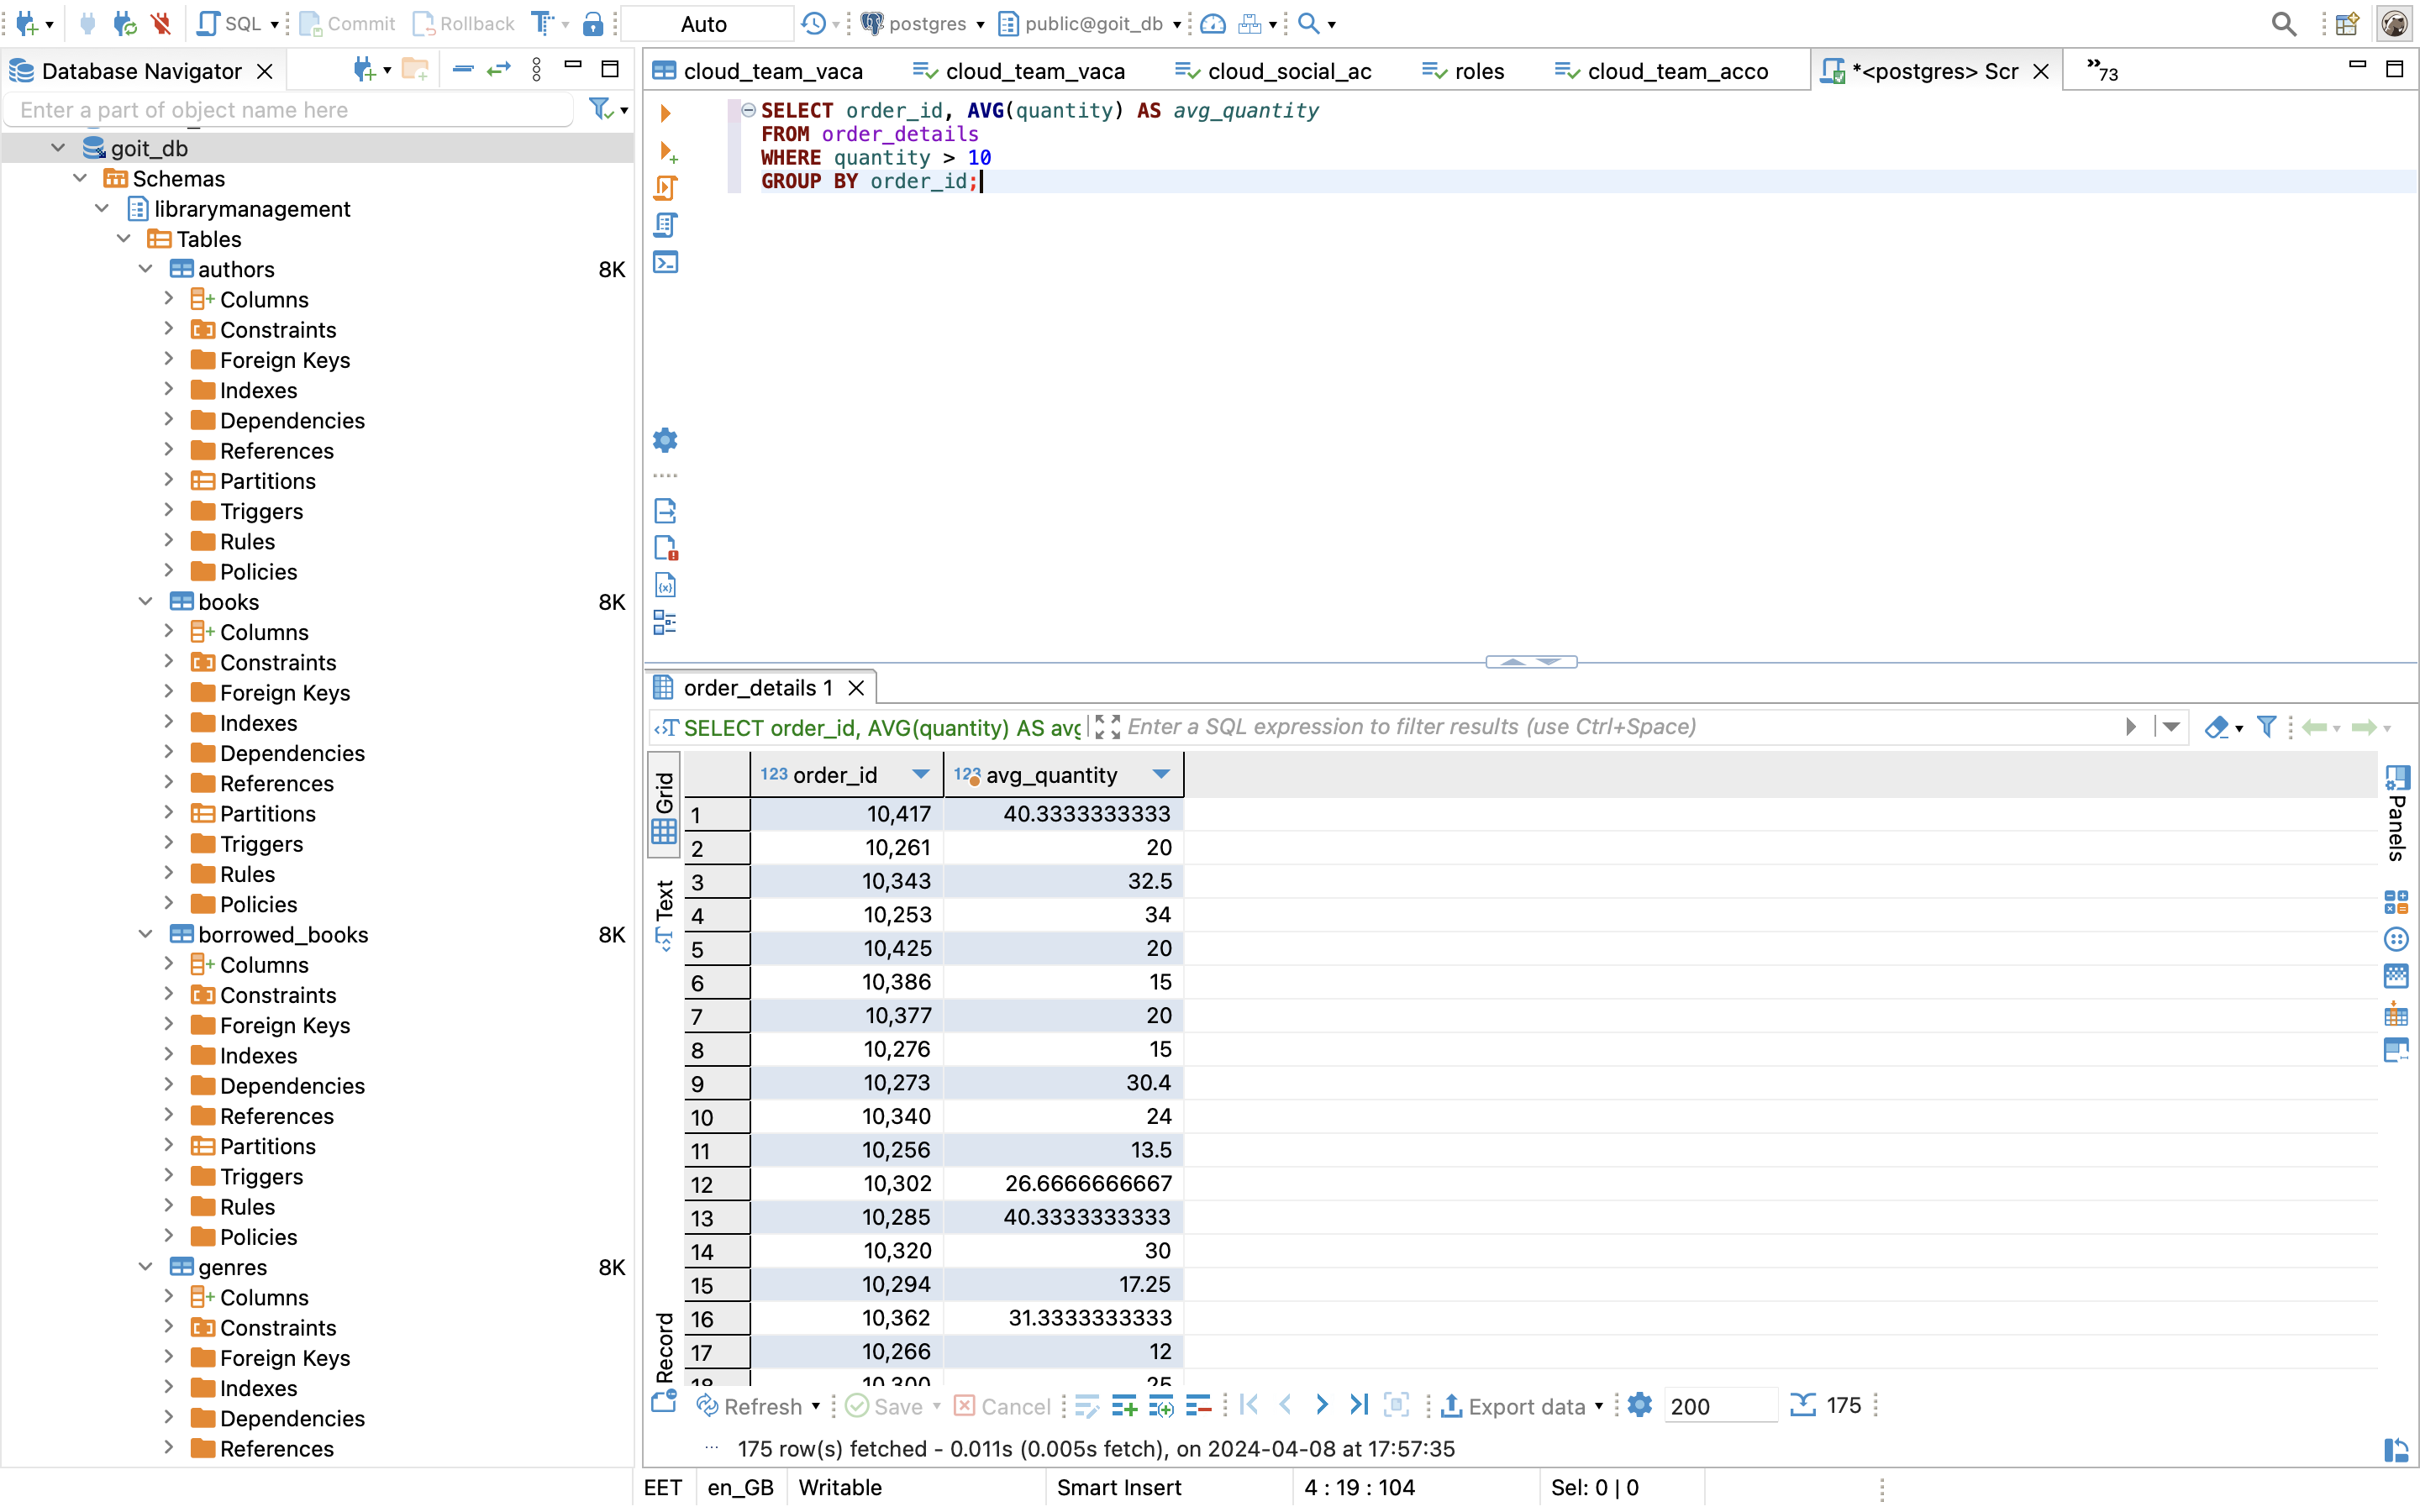 SQL
Commit
Rollback
Auto
postgres
public@goit_db
Database Navigator
Enter a part of object name here
goit_db
Schemas
librarymanagement
Tables
authors 8K
Columns
Constraints
Foreign Keys
Indexes
Dependencies
References
Partitions
Triggers
Rules
Policies
books 8K
Columns
Constraints
Foreign Keys
Indexes
Dependencies
References
Partitions
Triggers
Rules
Policies
borrowed_books 8K
Columns
Constraints
Foreign Keys
Indexes
Dependencies
References
Partitions
Triggers
Rules
Policies
genres 8K
Columns
Constraints
Foreign Keys
Indexes
Dependencies
References
cloud_team_vaca
cloud_team_vaca
cloud_social_ac
roles
cloud_team_acco
*<postgres> Scr
»73
SELECT order_id, AVG(quantity) AS avg_quantity
FROM order_details
WHERE quantity > 10
GROUP BY order_id;
order_details 1
SELECT order_id, AVG(quantity) AS avg
Enter a SQL expression to filter results (use Ctrl+Space)
Grid
Text
Record
Panels
123 order_id 123 avg_quantity
1 10,417 40.3333333333
2 10,261 20
3 10,343 32.5
4 10,253 34
5 10,425 20
6 10,386 15
7 10,377 20
8 10,276 15
9 10,273 30.4
10 10,340 24
11 10,256 13.5
12 10,302 26.6666666667
13 10,285 40.3333333333
14 10,320 30
15 10,294 17.25
16 10,362 31.3333333333
17 10,266 12
18 10,300 25
Refresh
Save
Cancel
Export data
200
175
175 row(s) fetched - 0.011s (0.005s fetch), on 2024-04-08 at 17:57:35
EET
en_GB
Writable
Smart Insert
4 : 19 : 104
Sel: 0 | 0